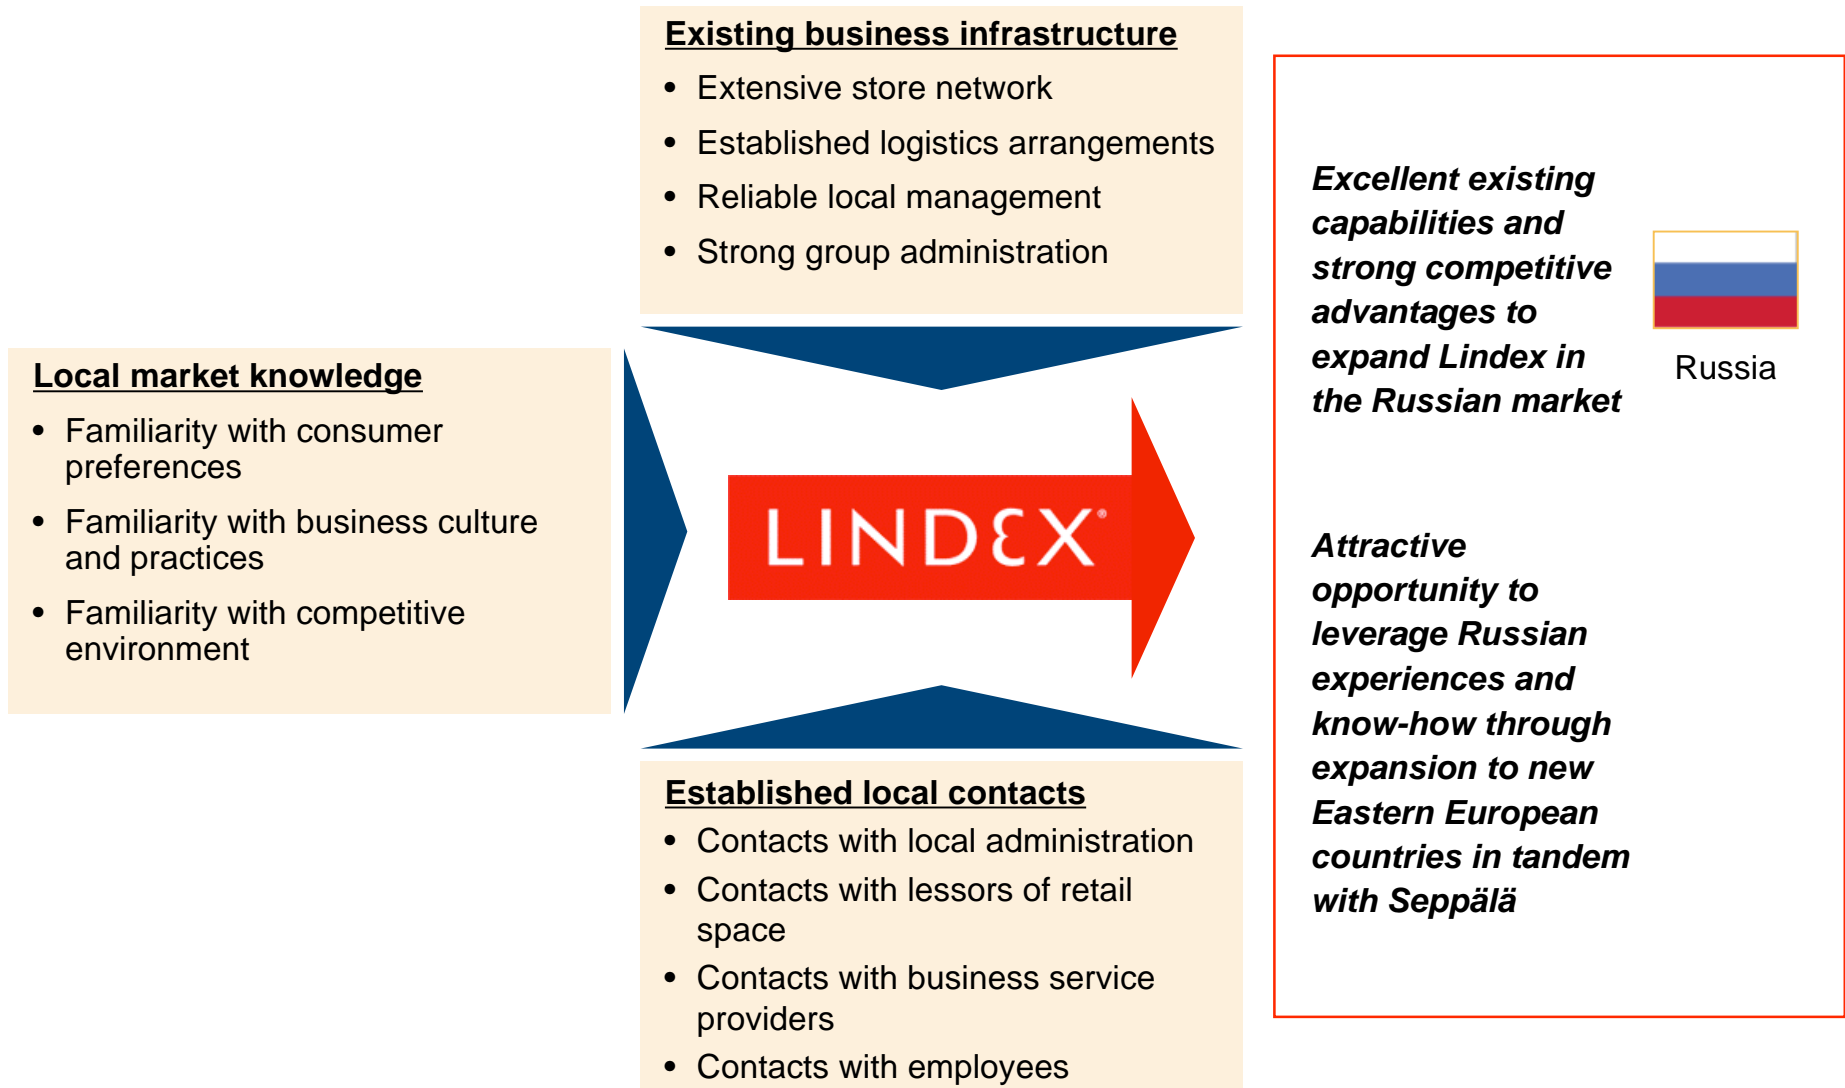 Existing business infrastructure
• Extensive store network
• Established logistics arrangements
• Reliable local management
• Strong group administration
Local market knowledge
• Familiarity with consumer
preferences
• Familiarity with business culture
and practices
• Familiarity with competitive
environment
LINDEX®
Established local contacts
• Contacts with local administration
• Contacts with lessors of retail
space
• Contacts with business service
providers
• Contacts with employees
Excellent existing
capabilities and
strong competitive
advantages to
expand Lindex in
the Russian market
Russia
Attractive
opportunity to
leverage Russian
experiences and
know-how through
expansion to new
Eastern European
countries in tandem
with Seppälä